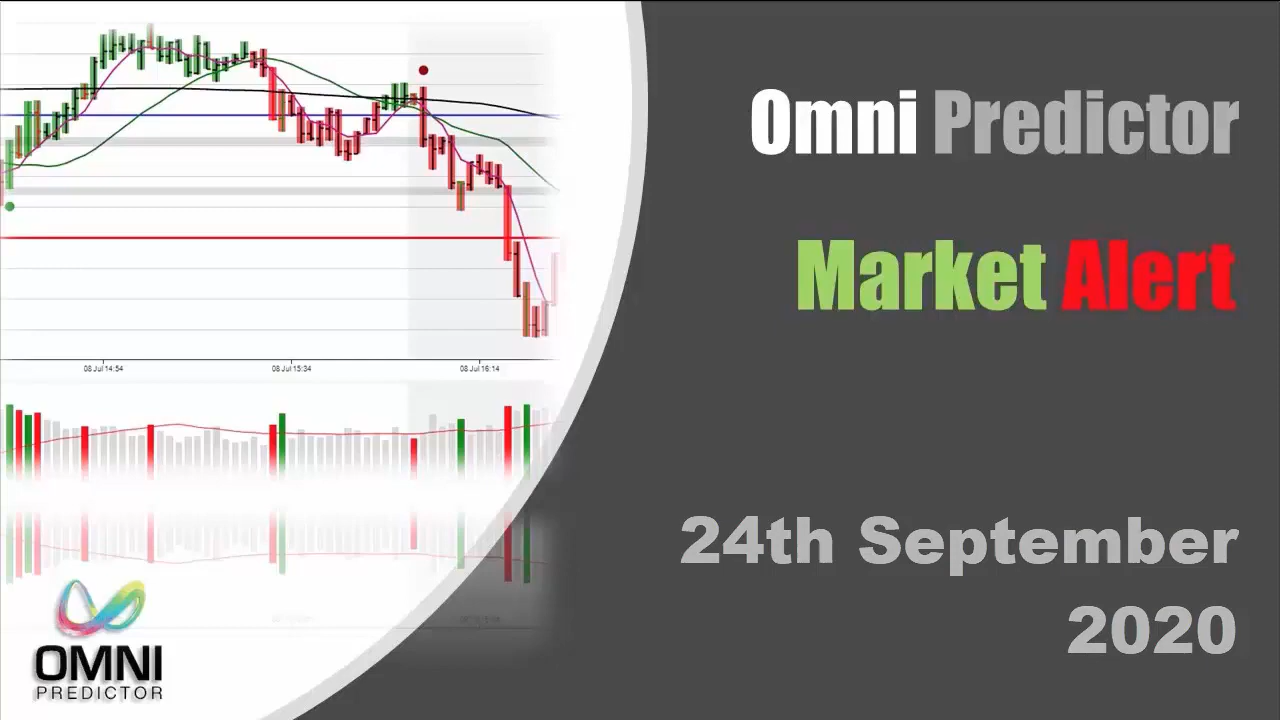 Omni Predictor
Market Alert
08 Jul 14:54
08 Jul 15:34
08 Jul 16:14
24th September
2020
OMNI
PREDICTOR